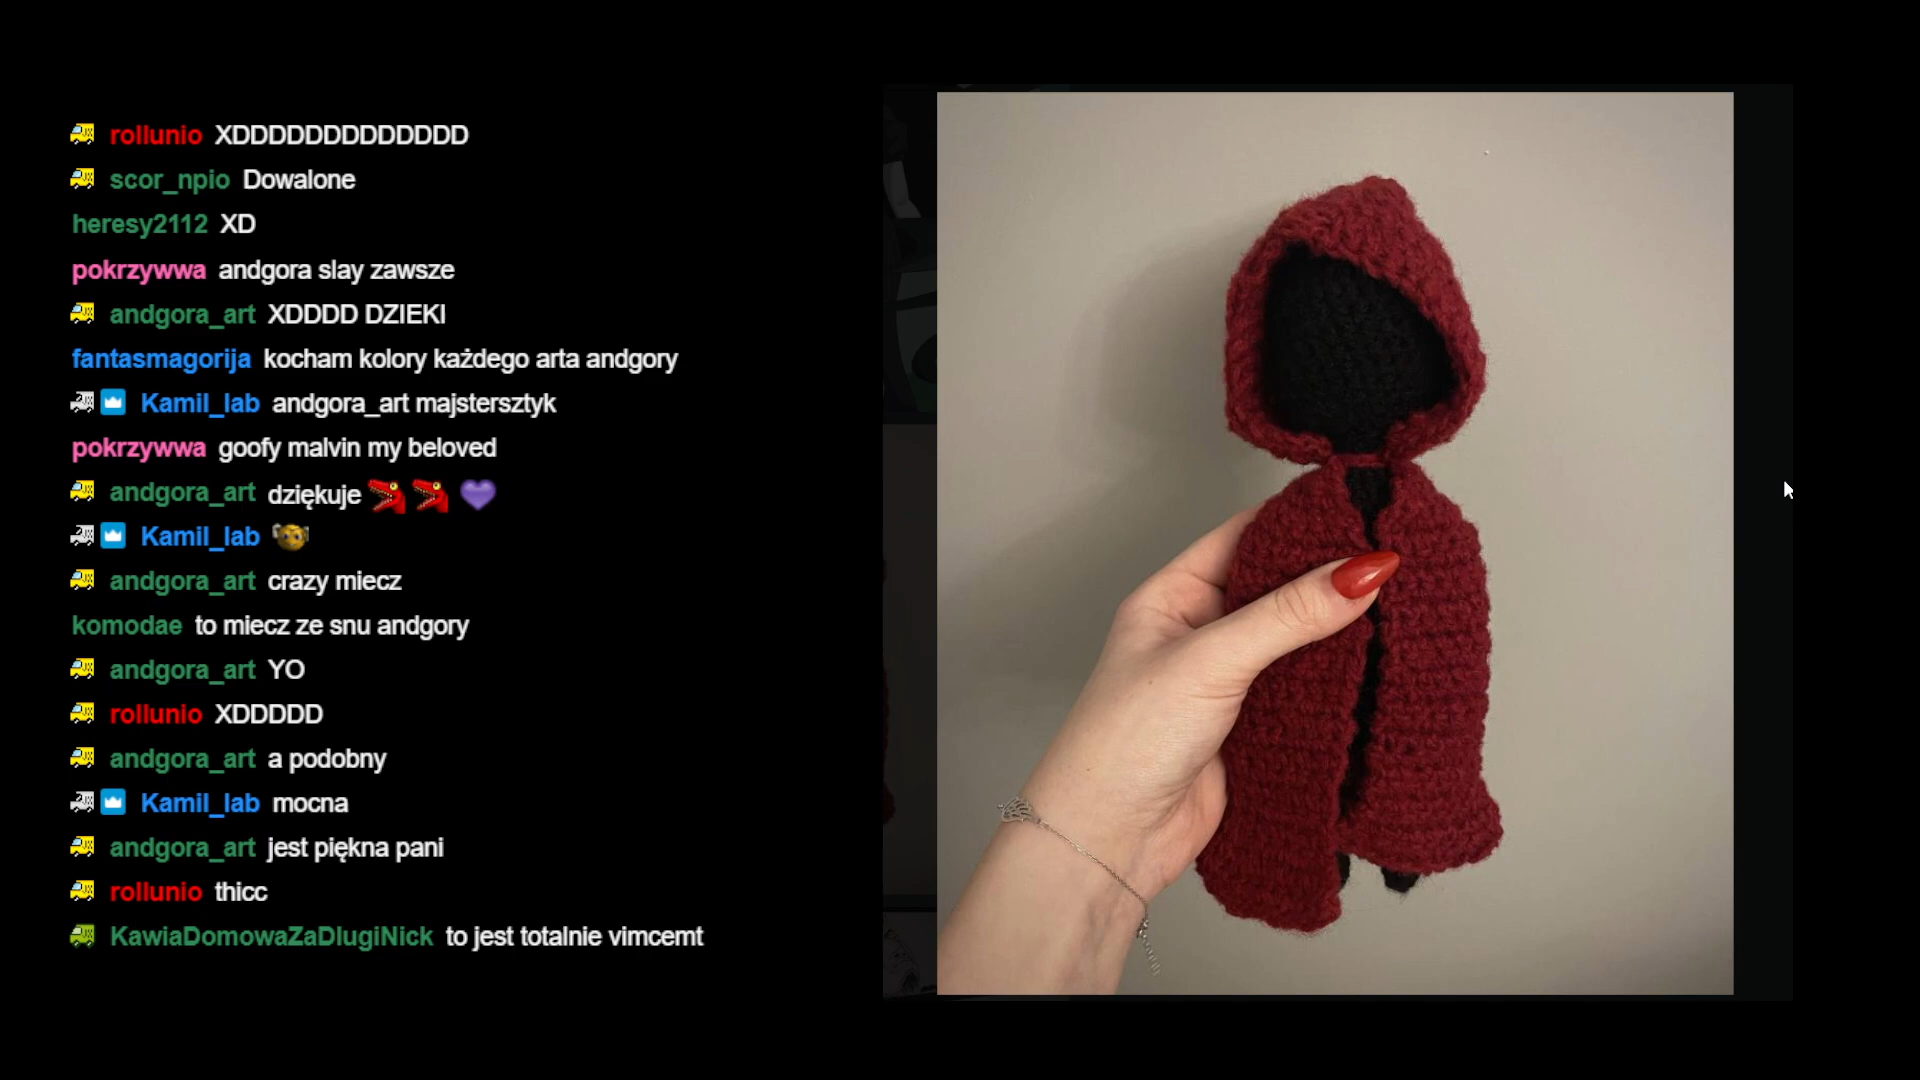 rollunio XDDDDDDDDDDDDD
scor_npio Dowalone
heresy2112 XD
pokrzywwa andgora slay zawsze
andgora_art XDDDD DZIEKI
fantasmagorija kocham kolory każdego arta andgory
Kamil_lab andgora_art majstersztyk
pokrzywwa goofy malvin my beloved
andgora_art dziękuje
Kamil_lab
andgora_art crazy miecz
komodae to miecz ze snu andgory
andgora_art YO
rollunio XDDDDD
andgora_art a podobny
Kamil_lab mocna
andgora_art jest piękna pani
rollunio thicc
KawiaDomowaZaDlugiNick to jest totalnie vimcemt